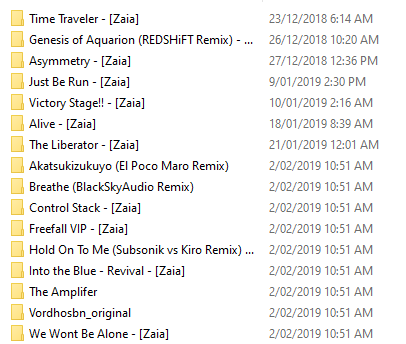 Time Traveler - [Zaia] 23/12/2018 6:14 AM
Genesis of Aquarion (REDSHiFT Remix) - ... 26/12/2018 10:20 AM
Asymmetry - [Zaia] 27/12/2018 12:36 PM
Just Be Run - [Zaia] 9/01/2019 2:30 PM
Victory Stage!! - [Zaia] 10/01/2019 2:16 AM
Alive - [Zaia] 18/01/2019 8:39 AM
The Liberator - [Zaia] 21/01/2019 12:01 AM
Akatsukizukuyo (El Poco Maro Remix) 2/02/2019 10:51 AM
Breathe (BlackSkyAudio Remix) 2/02/2019 10:51 AM
Control Stack - [Zaia] 2/02/2019 10:51 AM
Freefall VIP - [Zaia] 2/02/2019 10:51 AM
Hold On To Me (Subsonik vs Kiro Remix) ... 2/02/2019 10:51 AM
Into the Blue - Revival - [Zaia] 2/02/2019 10:51 AM
The Amplifer 2/02/2019 10:51 AM
Vordhosbn_original 2/02/2019 10:51 AM
We Wont Be Alone - [Zaia] 2/02/2019 10:51 AM